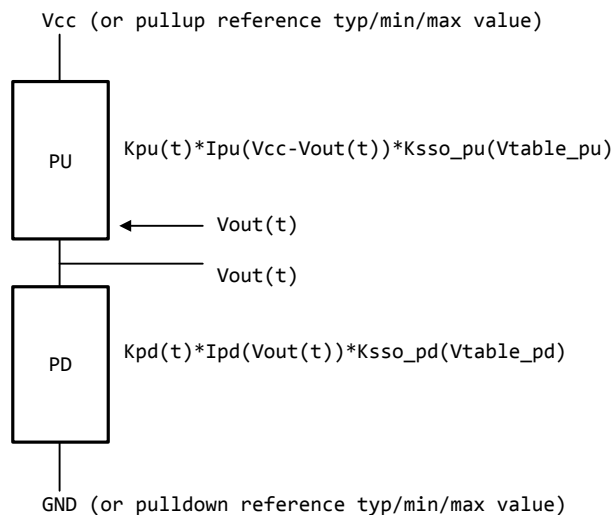 Vcc (or pullup reference typ/min/max value)
PU
Kpu(t)*Ipu(Vcc-Vout(t))*Ksso_pu(Vtable_pu)
Vout(t)
Vout(t)
PD
Kpd(t)*Ipd(Vout(t))*Ksso_pd(Vtable_pd)
GND (or pulldown reference typ/min/max value)